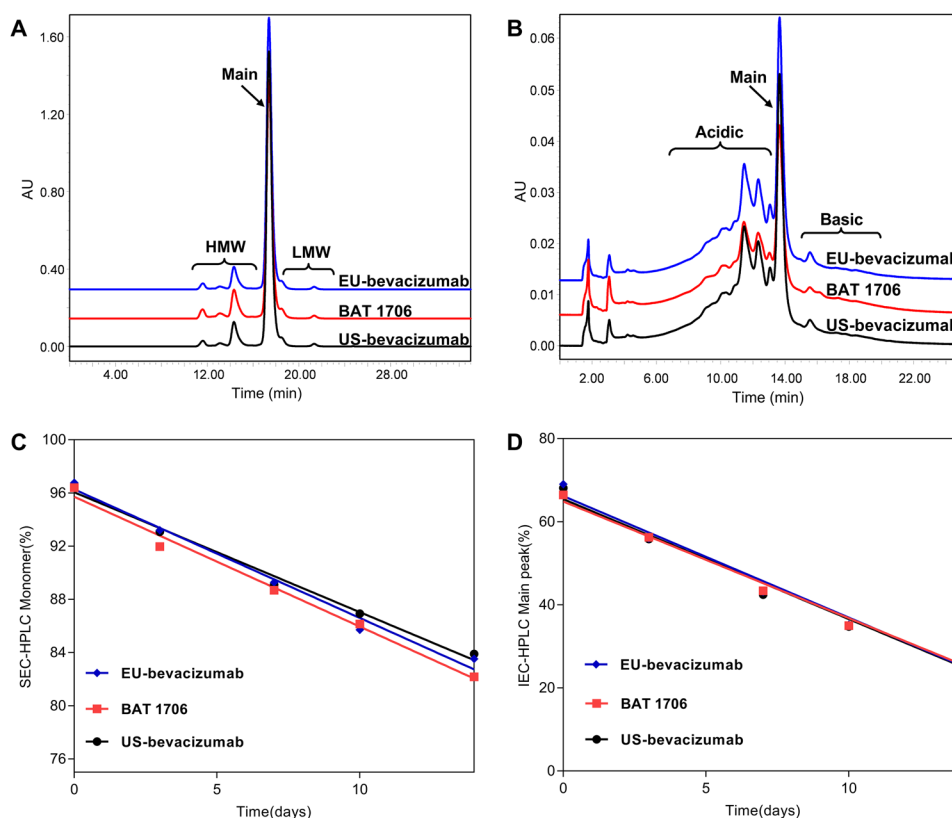 A
1.60
1.20
0.80
0.40
0.00
AU
Main
HMW
LMW
EU-bevacizumab
BAT 1706
US-bevacizumab
4.00 12.00 20.00 28.00
Time (min)
B
0.06
0.05
0.04
0.03
0.02
0.01
0.00
AU
Main
Acidic
Basic
EU-bevacizumab
BAT 1706
US-bevacizumab
2.00 6.00 10.00 14.00 18.00 22.00
Time (min)
C
100
96
92
88
84
80
76
SEC-HPLC Monomer(%)
EU-bevacizumab
BAT 1706
US-bevacizumab
0 5 10
Time(days)
D
80
60
40
20
0
IEC-HPLC Main peak(%)
EU-bevacizumab
BAT 1706
US-bevacizumab
0 5 10
Time(days)